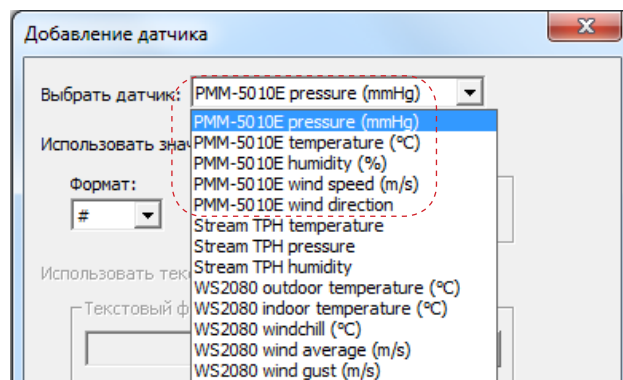 Добавление датчика
Выбрать датчик: PMM-5010E pressure (mmHg)
PMM-5010E pressure (mmHg)
Использовать PMM-5010E temperature (°C)
PMM-5010E humidity (%)
Формат: PMM-5010E wind speed (m/s)
PMM-5010E wind direction
#
Stream TPH temperature
Stream TPH pressure
Stream TPH humidity
Использовать
WS2080 outdoor temperature (°C)
Текстовый WS2080 indoor temperature (°C)
WS2080 windchill (°C)
WS2080 wind average (m/s)
WS2080 wind gust (m/s)